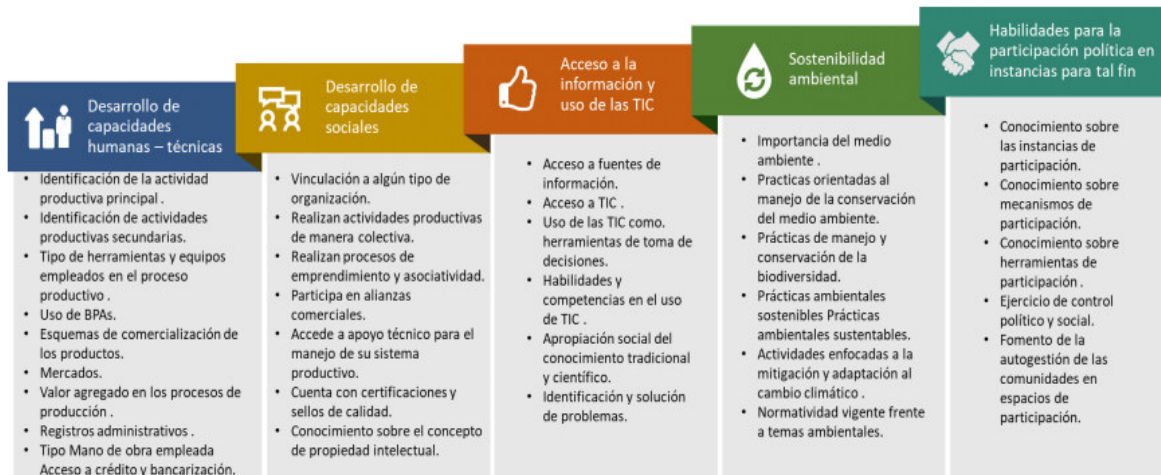 Desarrollo de
capacidades
humanas – técnicas
• Identificación de la actividad
productiva principal .
• Identificación de actividades
productivas secundarias.
• Tipo de herramientas y equipos
empleados en el proceso
productivo .
• Uso de BPAs.
• Esquemas de comercialización de
los productos.
• Mercados.
• Valor agregado en los procesos de
producción .
• Registros administrativos .
• Tipo Mano de obra empleada
Acceso a crédito y bancarización.
Desarrollo de
capacidades
sociales
• Vinculación a algún tipo de
organización.
• Realizan actividades productivas
de manera colectiva.
• Realizan procesos de
emprendimiento y asociatividad.
• Participa en alianzas
comerciales.
• Accede a apoyo técnico para el
manejo de su sistema
productivo.
• Cuenta con certificaciones y
sellos de calidad.
• Conocimiento sobre el concepto
de propiedad intelectual.
Acceso a la
información y
uso de las TIC
• Acceso a fuentes de
información.
• Acceso a TIC .
• Uso de las TIC como.
herramientas de toma de
decisiones.
• Habilidades y
competencias en el uso
de TIC .
• Apropiación social del
conocimiento tradicional
y científico.
• Identificación y solución
de problemas.
Sostenibilidad
ambiental
• Importancia del medio
ambiente .
• Practicas orientadas al
manejo de la conservación
del medio ambiente.
• Prácticas de manejo y
conservación de la
biodiversidad.
• Prácticas ambientales
sostenibles Prácticas
ambientales sustentables.
• Actividades enfocadas a la
mitigación y adaptación al
cambio climático .
• Normatividad vigente frente
a temas ambientales.
Habilidades para la
participación política en
instancias para tal fin
• Conocimiento sobre
las instancias de
participación.
• Conocimiento sobre
mecanismos de
participación.
• Conocimiento sobre
herramientas de
participación .
• Ejercicio de control
político y social.
• Fomento de la
autogestión de las
comunidades en
espacios de
participación.